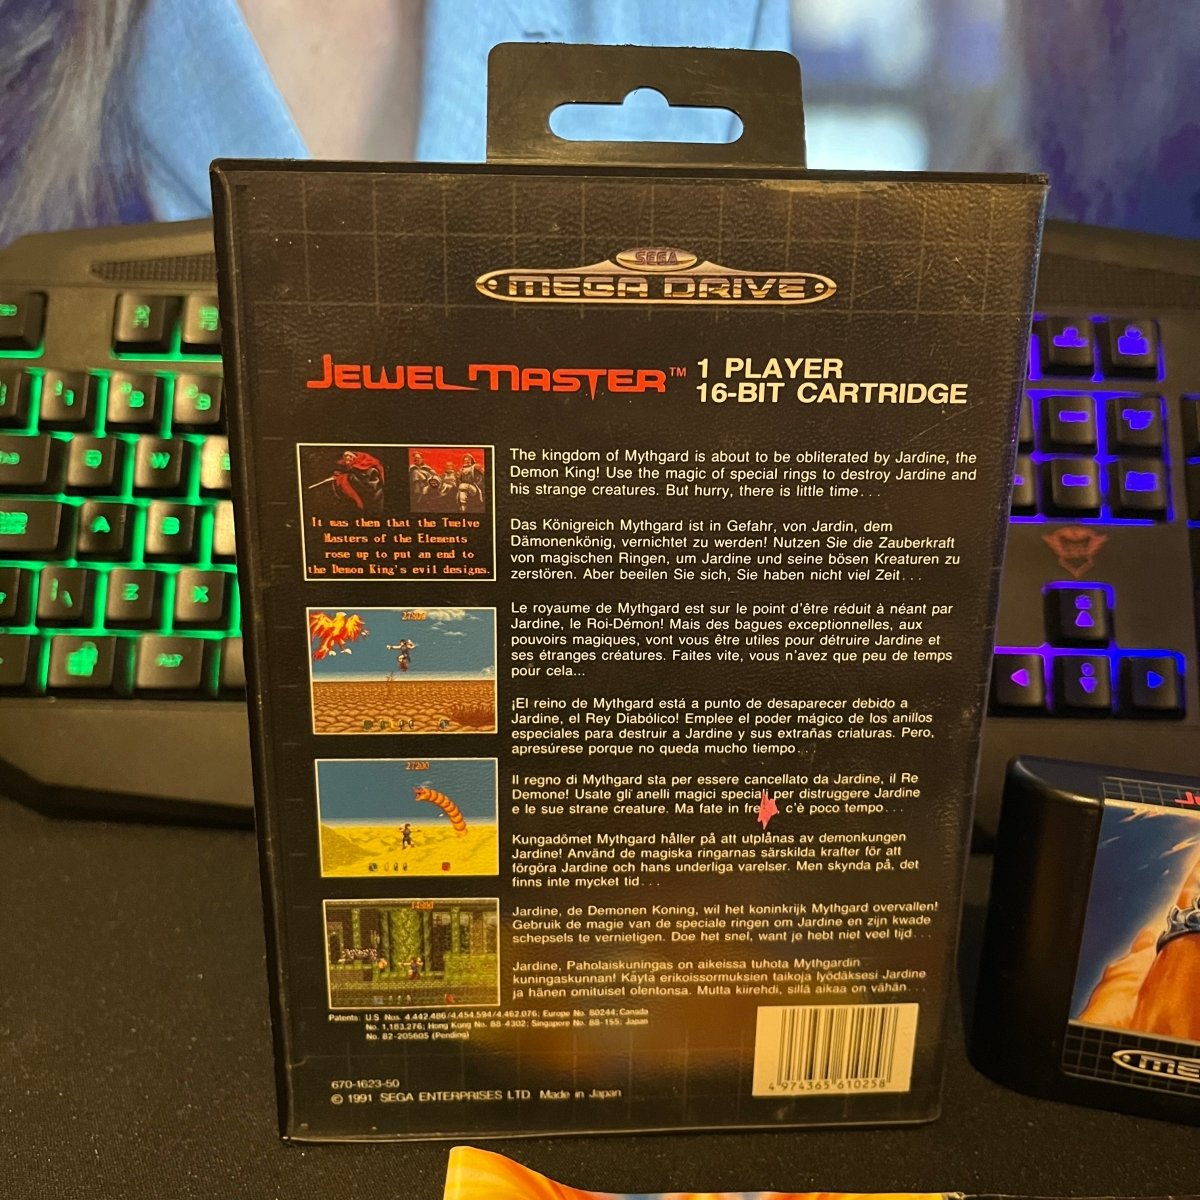 SEGA
MEGA DRIVE
JEWEL MASTER™
1 PLAYER
16-BIT CARTRIDGE
It was then that the Twelve
Masters of the Elements
rose up to put an end to
the Demon King's evil designs.
27800
27200
14900
The kingdom of Mythgard is about to be obliterated by Jardine, the
Demon King! Use the magic of special rings to destroy Jardine and
his strange creatures. But hurry, there is little time...
Das Königreich Mythgard ist in Gefahr, von Jardin, dem
Dämonenkönig, vernichtet zu werden! Nutzen Sie die Zauberkraft
von magischen Ringen, um Jardine und seine bösen Kreaturen zu
zerstören. Aber beeilen Sie sich, Sie haben nicht viel Zeit...
Le royaume de Mythgard est sur le point d'être réduit à néant par
Jardine, le Roi-Démon! Mais des bagues exceptionnelles, aux
pouvoirs magiques, vont vous être utiles pour détruire Jardine et
ses étranges créatures. Faites vite, vous n'avez que peu de temps
pour cela...
¡El reino de Mythgard está a punto de desaparecer debido a
Jardine, el Rey Diabólico! Emplee el poder mágico de los anillos
especiales para destruir a Jardine y sus extrañas criaturas. Pero,
apresúrese porque no queda mucho tiempo...
Il regno di Mythgard sta per essere cancellato da Jardine, il Re
Demone! Usate gli anelli magici speciali per distruggere Jardine
e le sue strane creature. Ma fate in c'è poco tempo...
Kungadömet Mythgard håller på att utplånas av demonkungen
Jardine! Använd de magiska ringarnas särskilda krafter för att
förgöra Jardine och hans underliga varelser. Men skynda på, det
finns inte mycket tid...
Jardine, de Demonen Koning, wil het koninkrijk Mythgard overvallen!
Gebruik de magie van de speciale ringen om Jardine en zijn kwade
schepsels te vernietigen. Doe het snel, want je hebt niet veel tijd...
Jardine, Paholaiskuningas on aikeissa tuhota Mythgardin
kuningaskunnan! Käytä erikoissormuksien taikoja lyödäksesi Jardine
ja hänen omituiset olentonsa. Mutta kiirehdi, sillä aikaa on vähän...
Patents: U.S. Nos. 4,442,486/4,454,594/4,462,076; Europe No. 80244; Canada
No. 1,183,276; Hong Kong No. 88-4302; Singapore No. 88-155; Japan
No. 82-205605 (Pending)
670-1623-50
© 1991 SEGA ENTERPRISES LTD. Made in Japan
4 974365 610258
Q
W
A
S
Z
X
ALT
ME